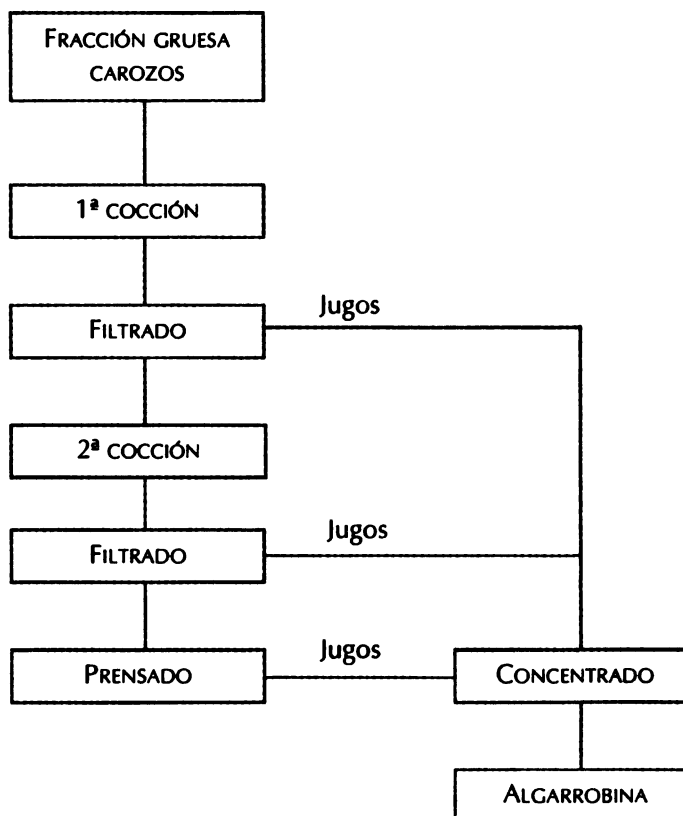 FRACCIÓN GRUESA
CAROZOS
1ª COCCIÓN
Jugos
FILTRADO
2ª COCCIÓN
Jugos
FILTRADO
Jugos
PRENSADO
CONCENTRADO
ALGARROBINA